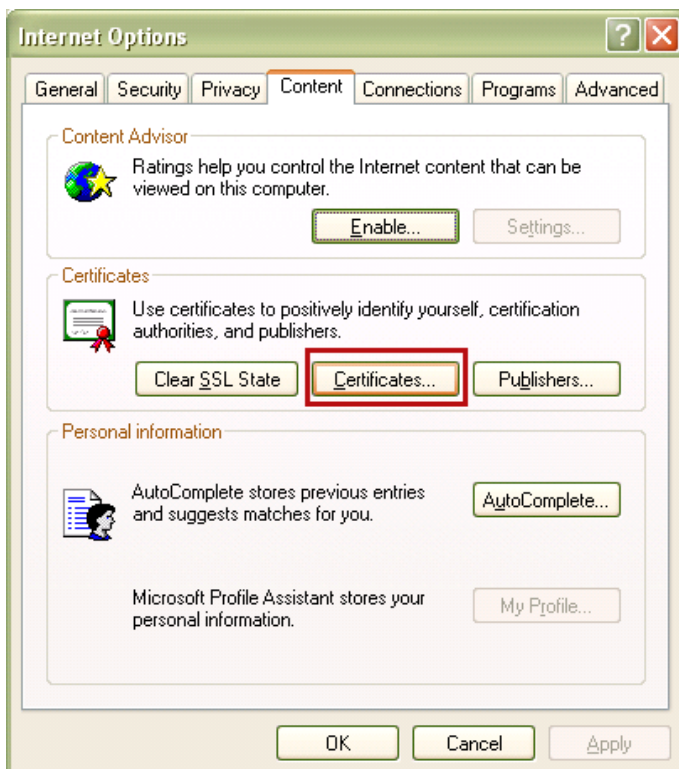 Internet Options
?
General Security Privacy Content Connections Programs Advanced
Content Advisor
Ratings help you control the Internet content that can be
viewed on this computer.
Enable... Settings...
Certificates
Use certificates to positively identify yourself, certification
authorities, and publishers.
Clear SSL State Certificates... Publishers...
Personal information
AutoComplete stores previous entries
and suggests matches for you.
AutoComplete...
Microsoft Profile Assistant stores your
personal information.
My Profile...
OK Cancel Apply